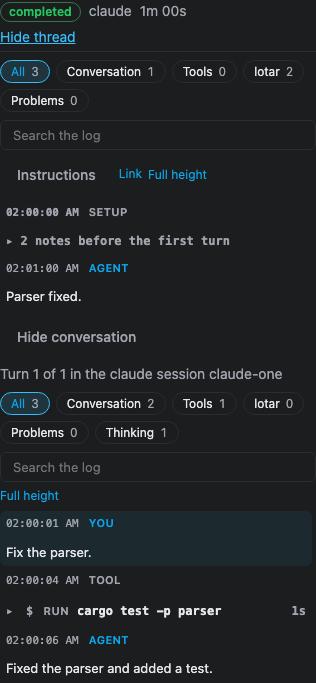 completed claude 1m 00s
Hide thread
All 3 Conversation 1 Tools 0 lotar 2
Problems 0
Search the log
Instructions Link Full height
02:00:00 AM SETUP
▸ 2 notes before the first turn
02:01:00 AM AGENT
Parser fixed.
Hide conversation
Turn 1 of 1 in the claude session claude-one
All 3 Conversation 2 Tools 1 lotar 0
Problems 0 Thinking 1
Search the log
Full height
02:00:01 AM YOU
Fix the parser.
02:00:04 AM TOOL
▸ $ RUN cargo test -p parser 1s
02:00:06 AM AGENT
Fixed the parser and added a test.